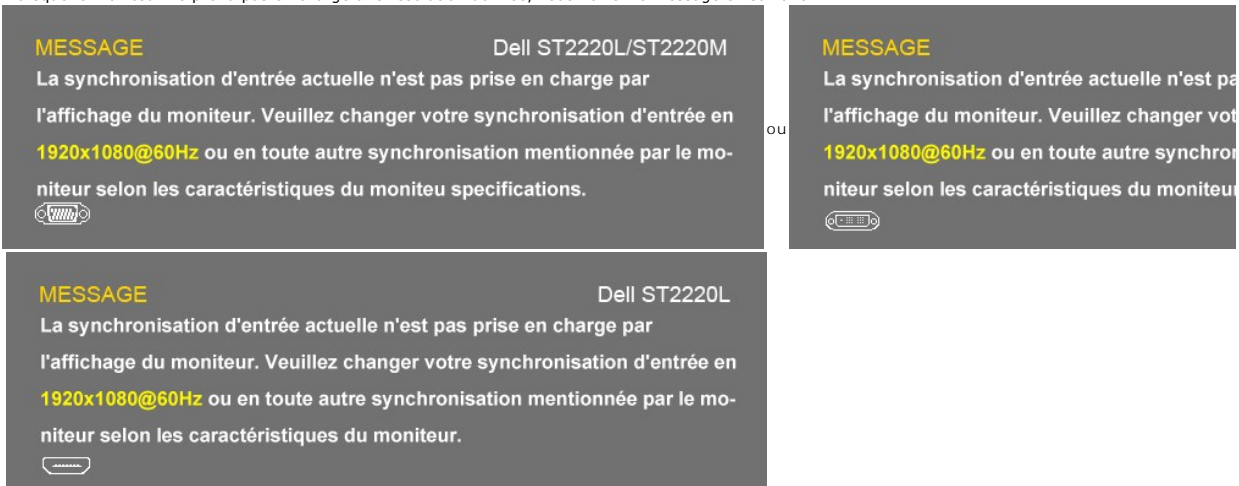 MESSAGE Dell ST2220L/ST2220M
La synchronisation d'entrée actuelle n'est pas prise en charge par
l'affichage du moniteur. Veuillez changer votre synchronisation d'entrée en
1920x1080@60Hz ou en toute autre synchronisation mentionnée par le mo-
niteur selon les caractéristiques du moniteu specifications.
ou
MESSAGE
La synchronisation d'entrée actuelle n'est
l'affichage du moniteur. Veuillez changer
1920x1080@60Hz ou en toute autre
niteur selon les caractéristiques du moniteur
MESSAGE Dell ST2220L
La synchronisation d'entrée actuelle n'est pas prise en charge par
l'affichage du moniteur. Veuillez changer votre synchronisation d'entrée en
1920x1080@60Hz ou en toute autre synchronisation mentionnée par le mo-
niteur selon les caractéristiques du moniteur.